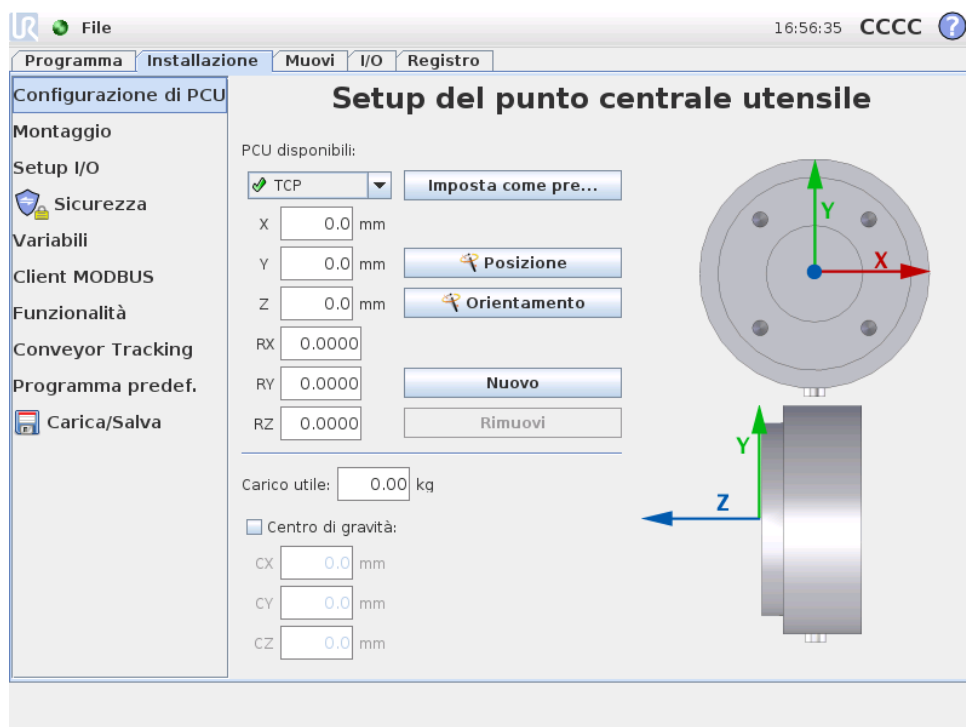 UR File 16:56:35 CCCC ?
Programma Installazione Muovi I/O Registro
Configurazione di PCU
Montaggio
Setup I/O
Sicurezza
Variabili
Client MODBUS
Funzionalità
Conveyor Tracking
Programma predef.
Carica/Salva
Setup del punto centrale utensile
PCU disponibili:
TCP Imposta come pre...
X 0.0 mm
Y 0.0 mm Posizione
Z 0.0 mm Orientamento
RX 0.0000
RY 0.0000 Nuovo
RZ 0.0000 Rimuovi
Carico utile: 0.00 kg
Centro di gravità:
CX 0.0 mm
CY 0.0 mm
CZ 0.0 mm
Y
X
Y
Z